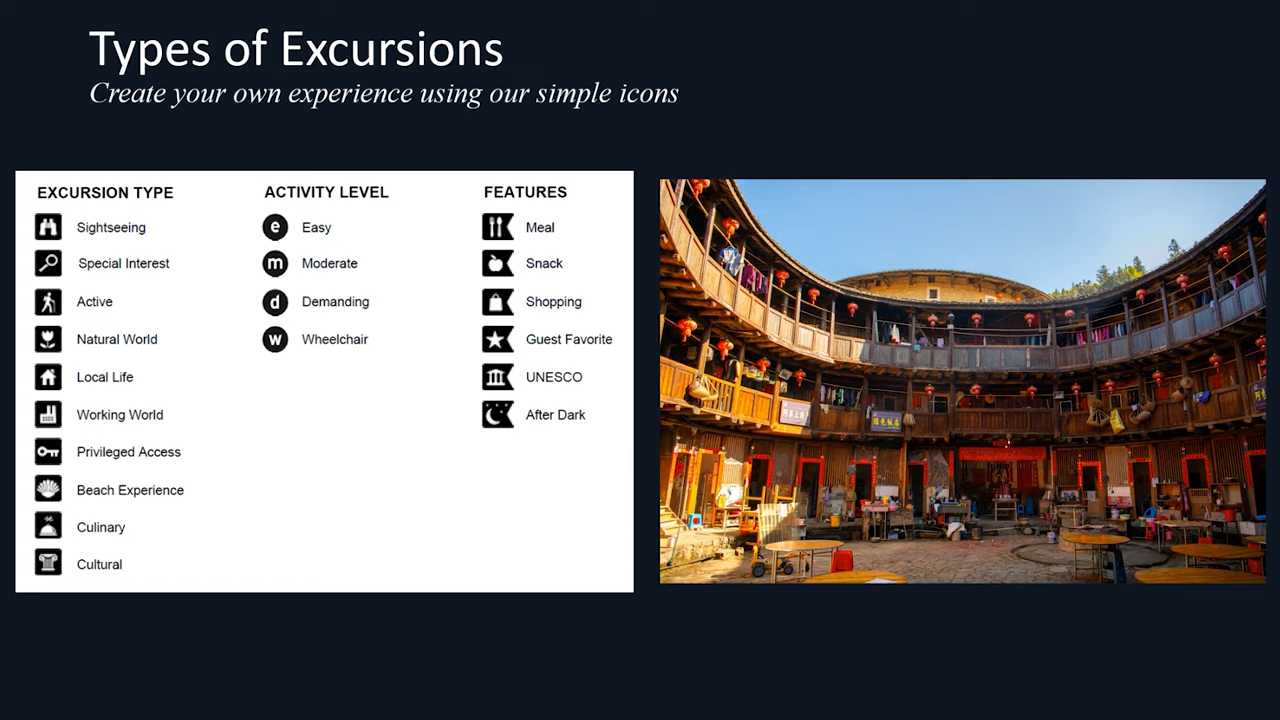 Types of Excursions
Create your own experience using our simple icons
EXCURSION TYPE
Sightseeing
Special Interest
Active
Natural World
Local Life
Working World
Privileged Access
Beach Experience
Culinary
Cultural
ACTIVITY LEVEL
e Easy
m Moderate
d Demanding
w Wheelchair
FEATURES
Meal
Snack
Shopping
Guest Favorite
UNESCO
After Dark